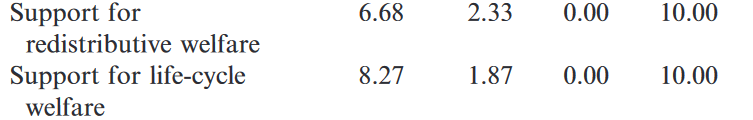 Support for 6.68 2.33 0.00 10.00
redistributive welfare
Support for life-cycle 8.27 1.87 0.00 10.00
welfare